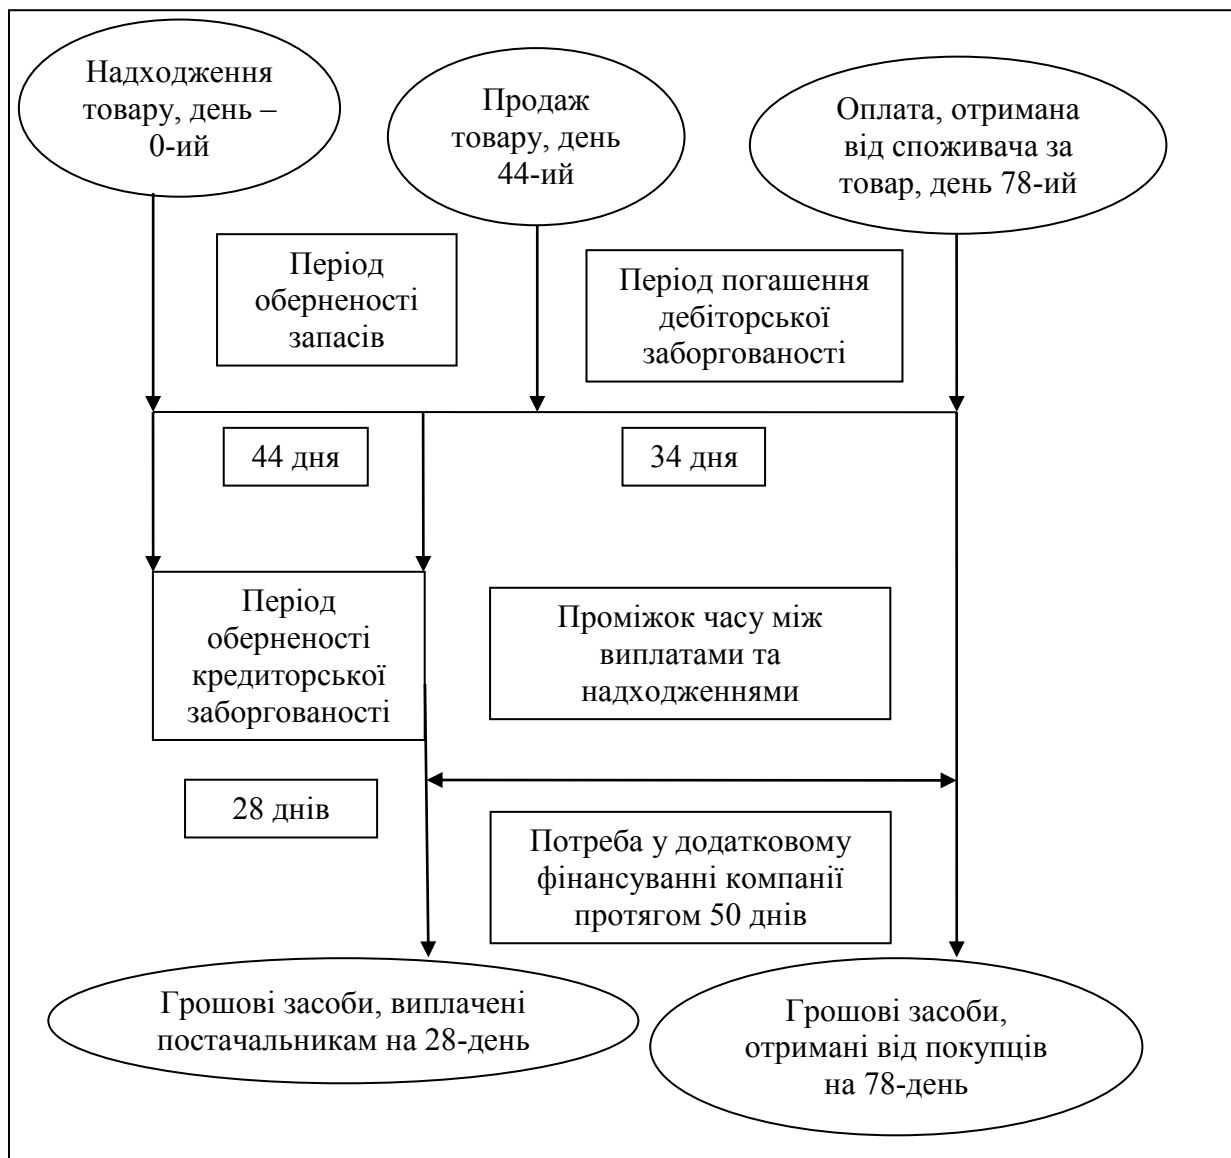 Надходження
товару, день –
0-ий
Продаж
товару, день
44-ий
Оплата, отримана
від споживача за
товар, день 78-ий
Період
оберненості
запасів
Період погашення
дебіторської
заборгованості
44 дня
34 дня
Період
оберненості
кредиторської
заборгованості
Проміжок часу між
виплатами та
надходженнями
28 днів
Потреба у додатковому
фінансуванні компанії
протягом 50 днів
Грошові засоби, виплачені
постачальникам на 28-день
Грошові засоби,
отримані від покупців
на 78-день